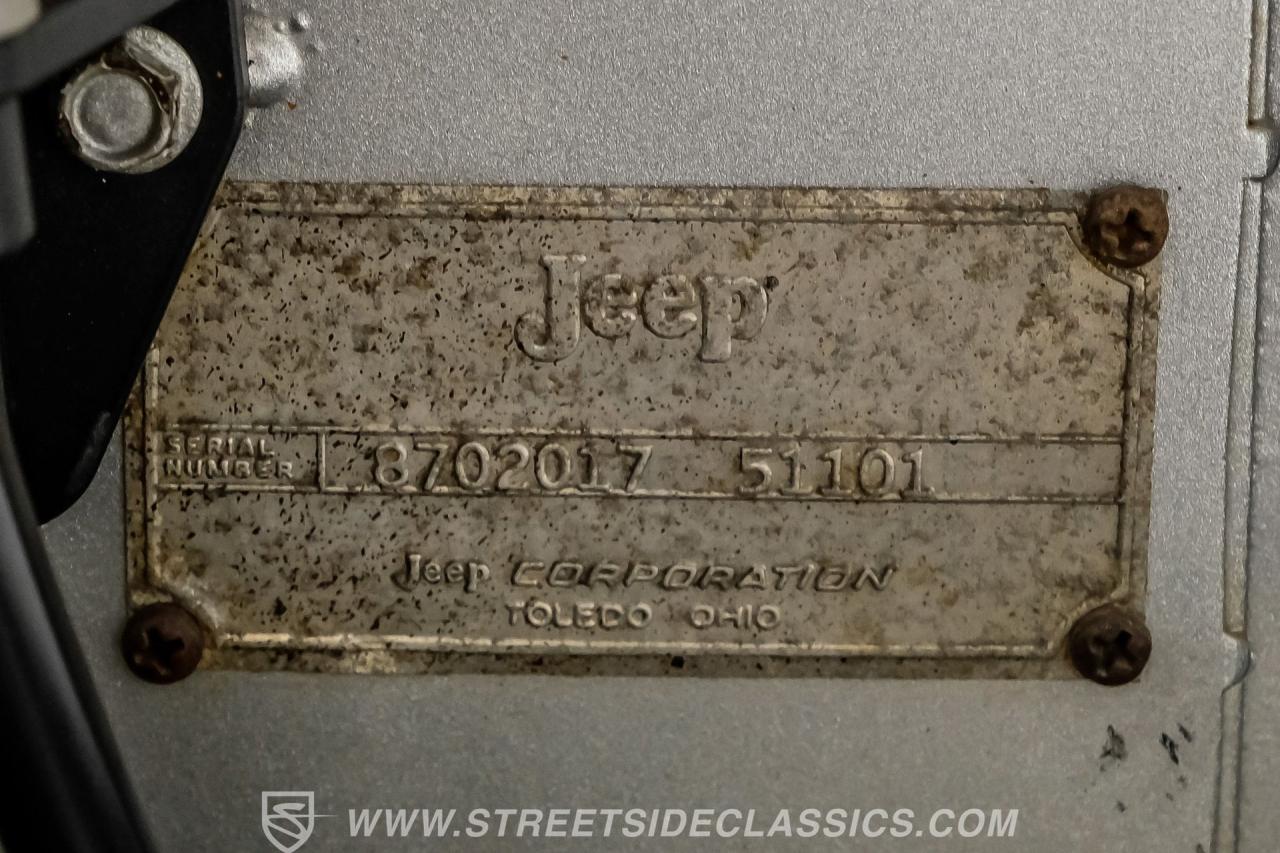 Jeep
SERIAL
NUMBER
8702017 51101
Jeep CORPORATION
TOLEDO OHIO
WWW.STREETSIDECLASSICS.COM